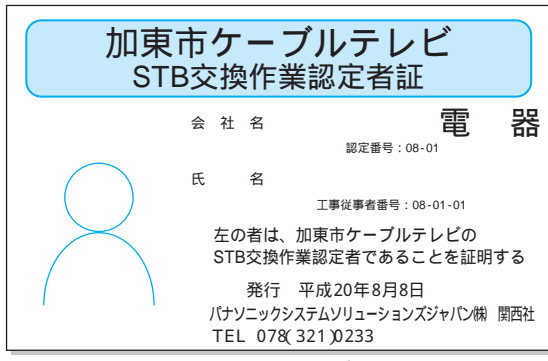 加東市ケーブルテレビ
STB交換作業認定者証
会 社 名 電 器
認定番号：08-01
氏 名
工事従事者番号：08-01-01
左の者は、加東市ケーブルテレビの
STB交換作業認定者であることを証明する
発行 平成20年8月8日
パナソニックシステムソリューションズジャパン㈱ 関西社
TEL 078(321)0233